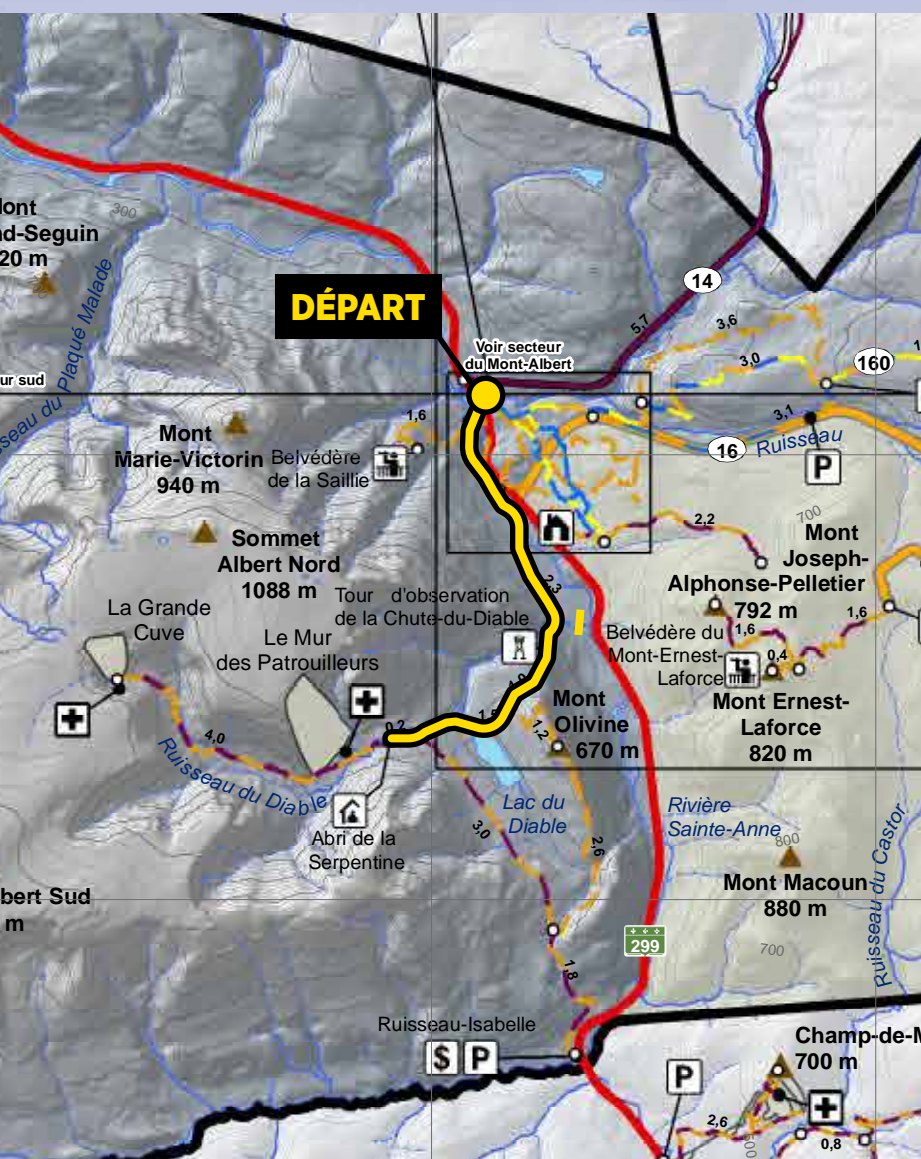 300
nd-Seguin
20 m
Ruisseau du Plaqué Malade
14
5,7
3,6
3,0
160
DÉPART
Voir secteur
du Mont-Albert
ur sud
1,6
3,1
16
Ruisseau
P
Mont
Marie-Victorin
940 m
Belvédère
de la Saillie
2,2
700
Sommet
Albert Nord
1088 m
Mont
Joseph-
Alphonse-Pelletier
792 m
2,3
Tour d'observation
de la Chute-du-Diable
La Grande
Cuve
Le Mur
des Patrouilleurs
1,6
1,6
Belvédère du
Mont-Ernest-
Laforce
0,4
Mont Ernest-
Laforce
820 m
Mont
Olivine
670 m
1,2
0,2
4,0
Ruisseau du Diable
Abri de la
Serpentine
3,0
Lac du
Diable
2,6
Rivière
Sainte-Anne
800
Mont Macoun
880 m
700
Ruisseau du Castor
bert Sud
m
299
1,8
Ruisseau-Isabelle
$ P
P
Champ-de-M
700 m
2,6
0,8